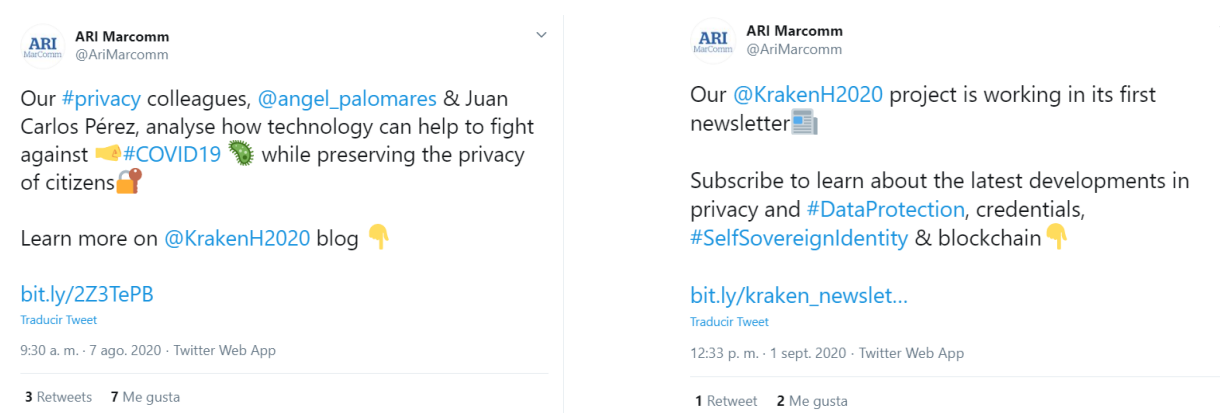 ARI
MarComm
ARI Marcomm
@AriMarcomm
Our #privacy colleagues, @angel_palomares & Juan
Carlos Pérez, analyse how technology can help to fight
against 🤜#COVID19 🦠 while preserving the privacy
of citizens🔐
Learn more on @KrakenH2020 blog 👇
bit.ly/2Z3TePB
Traducir Tweet
9:30 a. m. · 7 ago. 2020 · Twitter Web App
3 Retweets 7 Me gusta
ARI
MarComm
ARI Marcomm
@AriMarcomm
Our @KrakenH2020 project is working in its first
newsletter📰
Subscribe to learn about the latest developments in
privacy and #DataProtection, credentials,
#SelfSovereignIdentity & blockchain👇
bit.ly/kraken_newslet...
Traducir Tweet
12:33 p. m. · 1 sept. 2020 · Twitter Web App
1 Retweet 2 Me gusta